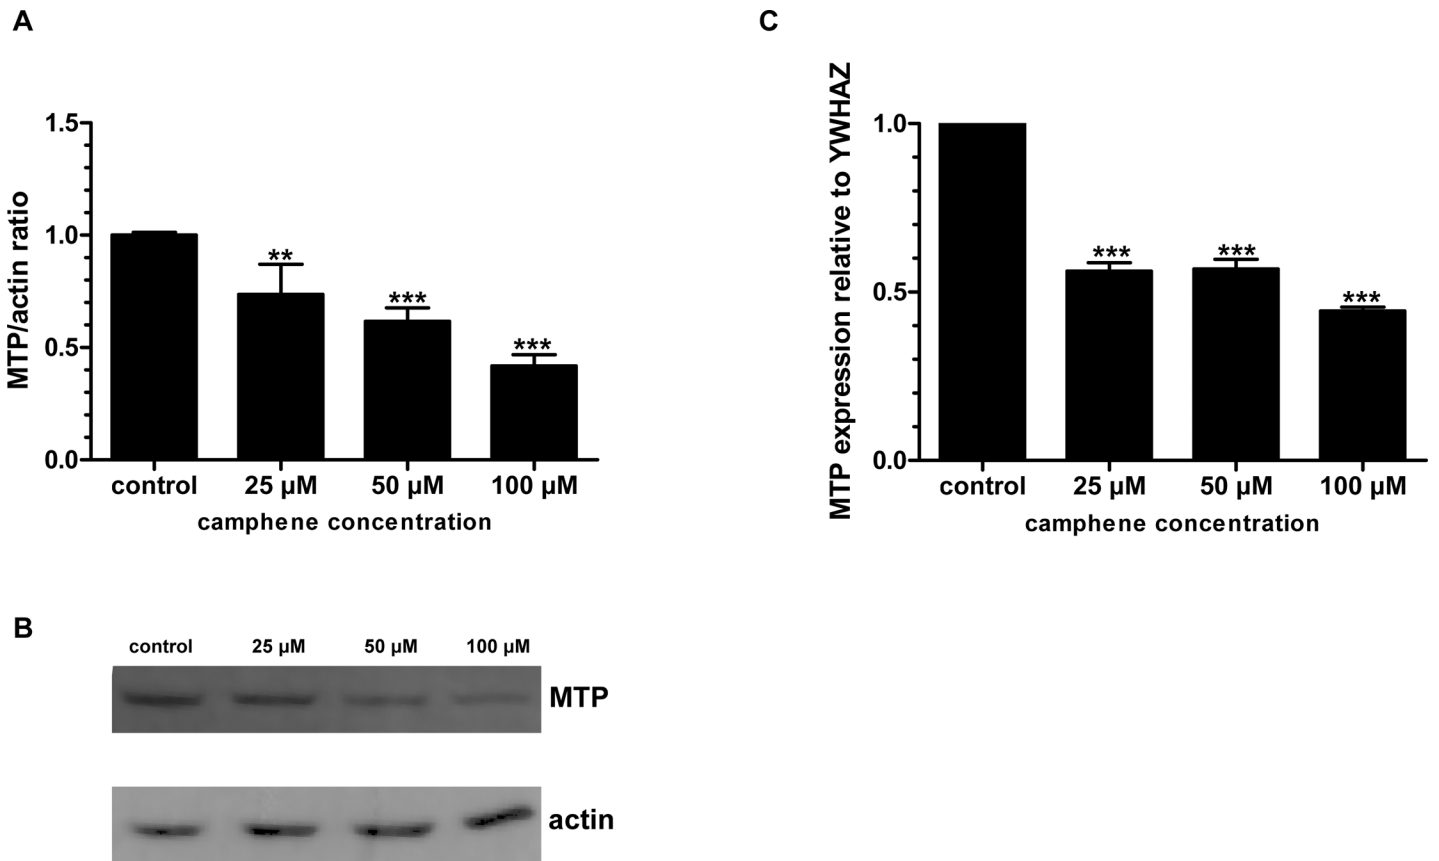 A
MTP/actin ratio
1.5
1.0
0.5
0.0
**
***
***
control 25 µM 50 µM 100 µM
camphene concentration
B
control 25 µM 50 µM 100 µM
MTP
actin
C
MTP expression relative to YWHAZ
1.0
0.5
0.0
***
***
***
control 25 µM 50 µM 100 µM
camphene concentration